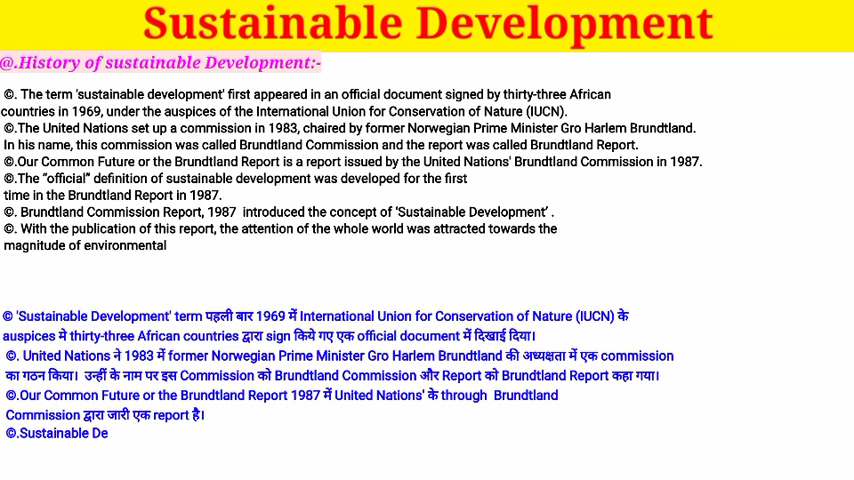 Sustainable Development
@.History of sustainable Development:-
©. The term 'sustainable development' first appeared in an official document signed by thirty-three African
countries in 1969, under the auspices of the International Union for Conservation of Nature (IUCN).
©.The United Nations set up a commission in 1983, chaired by former Norwegian Prime Minister Gro Harlem Brundtland.
In his name, this commission was called Brundtland Commission and the report was called Brundtland Report.
©.Our Common Future or the Brundtland Report is a report issued by the United Nations' Brundtland Commission in 1987.
©.The “official” definition of sustainable development was developed for the first
time in the Brundtland Report in 1987.
©. Brundtland Commission Report, 1987 introduced the concept of ‘Sustainable Development’ .
©. With the publication of this report, the attention of the whole world was attracted towards the
magnitude of environmental
© 'Sustainable Development' term पहली बार 1969 में International Union for Conservation of Nature (IUCN) के
auspices मे thirty-three African countries द्वारा sign किये गए एक official document में दिखाई दिया।
©. United Nations ने 1983 में former Norwegian Prime Minister Gro Harlem Brundtland की अध्यक्षता में एक commission
का गठन किया। उन्हीं के नाम पर इस Commission को Brundtland Commission और Report को Brundtland Report कहा गया।
©.Our Common Future or the Brundtland Report 1987 में United Nations' के through Brundtland
Commission द्वारा जारी एक report है।
©.Sustainable De